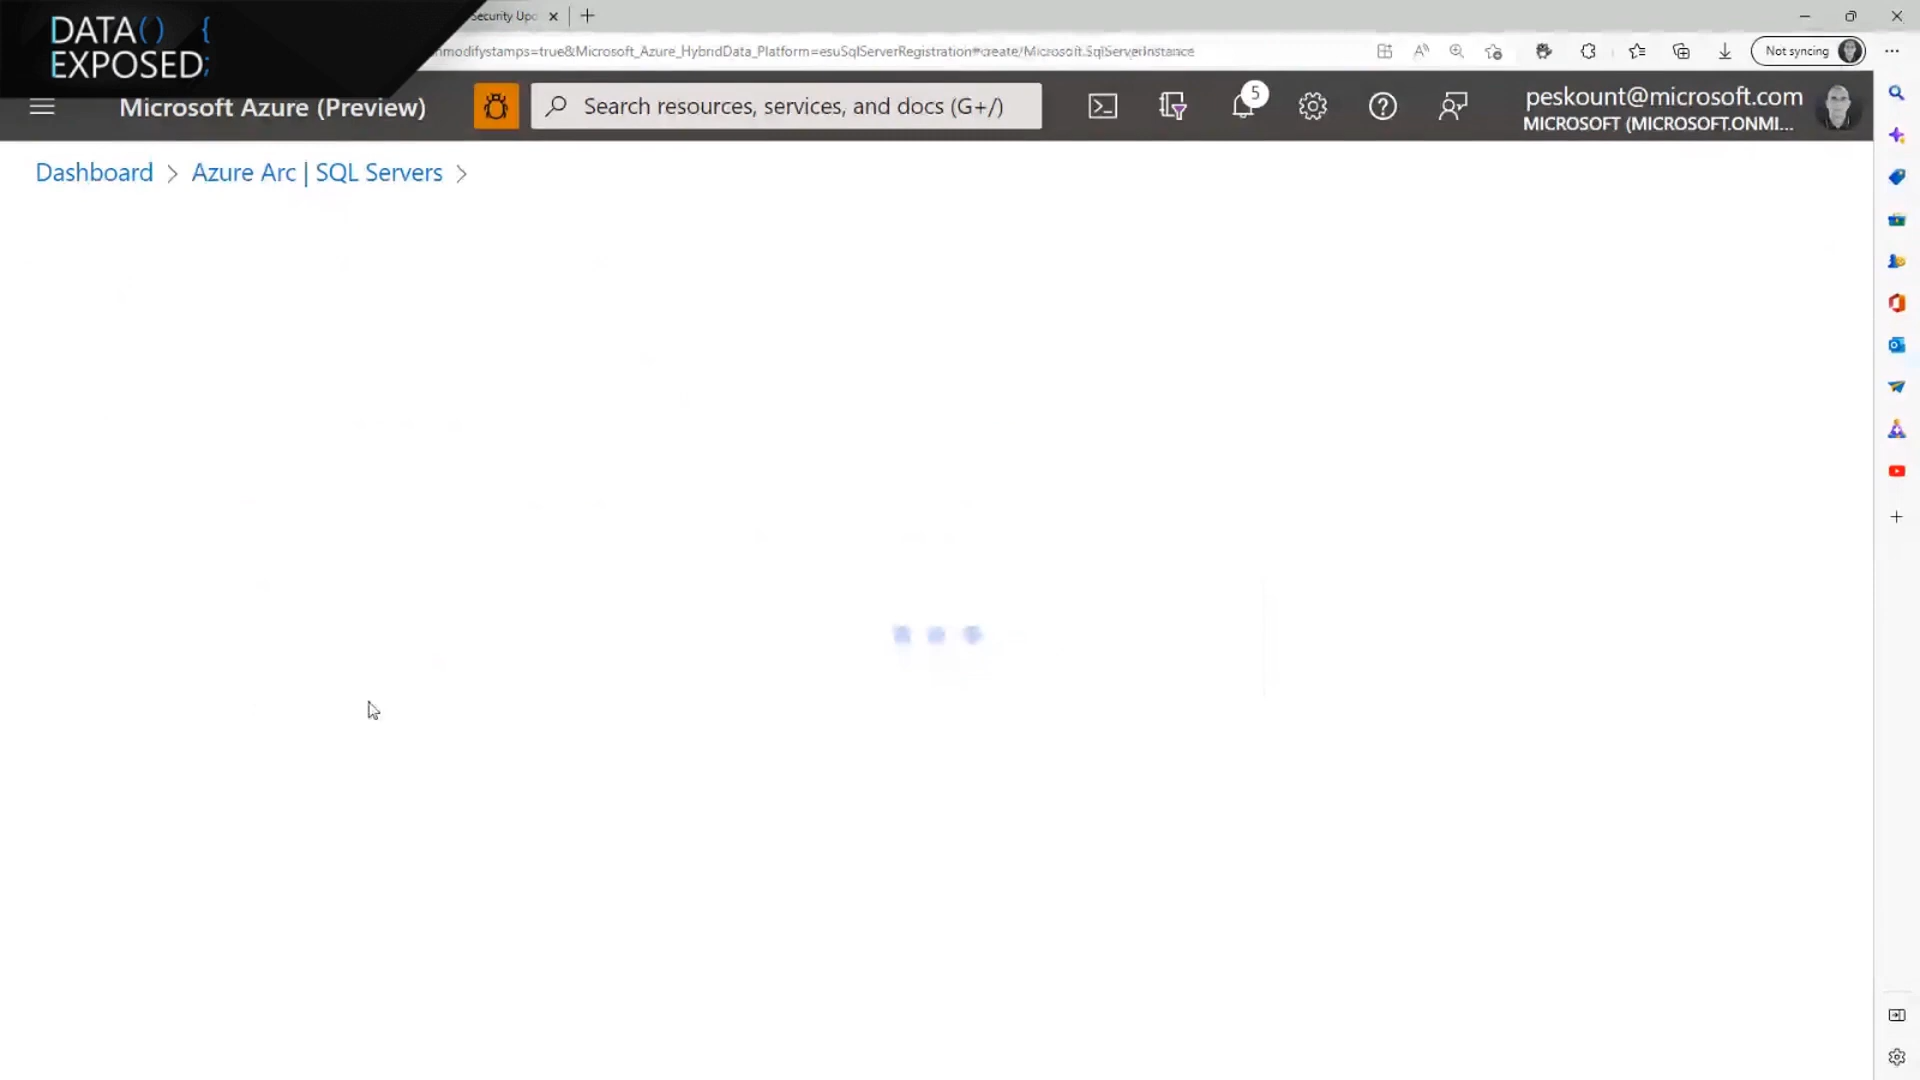 DATA() {
EXPOSED;
Security Upd
nmodifystamps=true&Microsoft_Azure_HybridData_Platform=esuSqlServerRegistration#create/Microsoft.SqlServerInstance
Not syncing
Microsoft Azure (Preview)
Search resources, services, and docs (G+/)
5
peskount@microsoft.com
MICROSOFT (MICROSOFT.ONMI...
Dashboard > Azure Arc | SQL Servers >